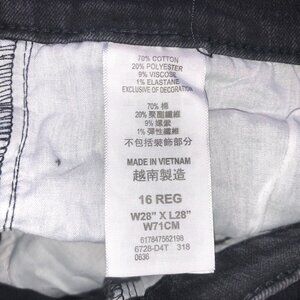 70% COTTON
20% POLYESTER
9% VISCOSE
1% ELASTANE
EXCLUSIVE OF DECORATION
70% 棉
20% 聚酯纖維
9% 嫘縈
1% 彈性纖維
不包括裝飾部分
MADE IN VIETNAM
越南製造
16 REG
W28" X L28"
W71CM
617847562198
6728-D4T 318
0636